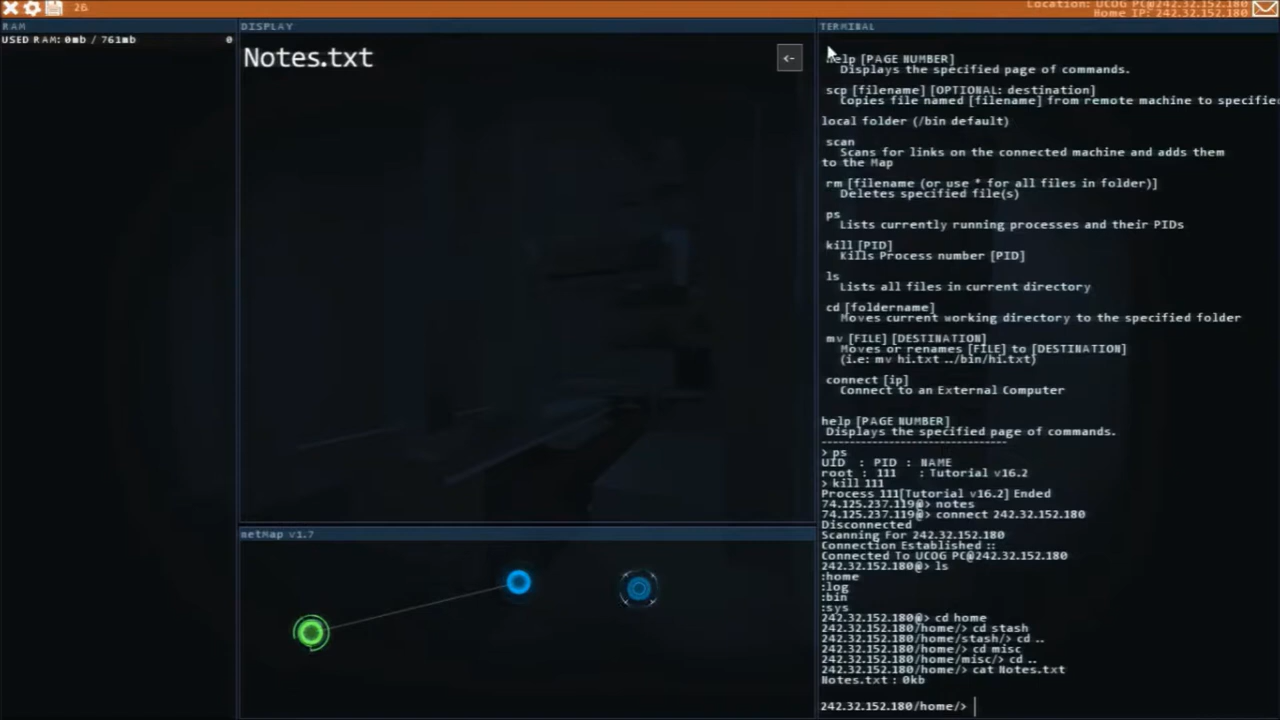 26
Location: UCOG PC@242.32.152.180
Home IP: 242.32.152.180
RAM
USED RAM: 0mb / 761mb 0
DISPLAY
Notes.txt
<-
netMap v1.7
TERMINAL
help [PAGE NUMBER]
Displays the specified page of commands.
scp [filename] [OPTIONAL: destination]
Copies file named [filename] from remote machine to specifie
local folder (/bin default)
scan
Scans for links on the connected machine and adds them
to the Map
rm [filename (or use * for all files in folder)]
Deletes specified file(s)
ps
Lists currently running processes and their PIDs
kill [PID]
Kills Process number [PID]
ls
Lists all files in current directory
cd [foldername]
Moves current working directory to the specified folder
mv [FILE] [DESTINATION]
Moves or renames [FILE] to [DESTINATION]
(i.e: mv hi.txt ../bin/hi.txt)
connect [ip]
Connect to an External Computer
help [PAGE NUMBER]
Displays the specified page of commands.
--------------------------------
> ps
UID : PID : NAME
root : 111 : Tutorial v16.2
> kill 111
Process 111[Tutorial v16.2] Ended
74.125.237.119@> notes
74.125.237.119@> connect 242.32.152.180
Disconnected
Scanning For 242.32.152.180
Connection Established ::
Connected To UCOG PC@242.32.152.180
242.32.152.180@> ls
:home
:log
:bin
:sys
242.32.152.180@> cd home
242.32.152.180/home/> cd stash
242.32.152.180/home/stash/> cd ..
242.32.152.180/home/> cd misc
242.32.152.180/home/misc/> cd ..
242.32.152.180/home/> cat Notes.txt
Notes.txt : 0kb
242.32.152.180/home/>